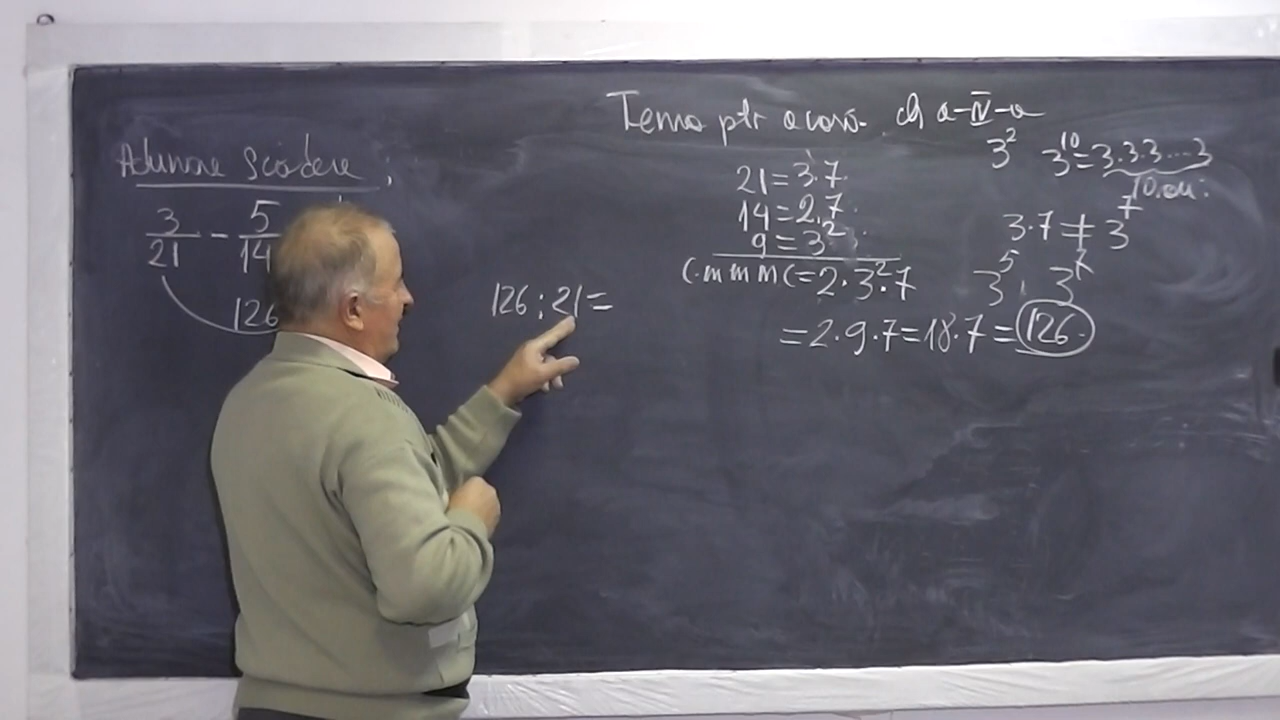 Adunare Scădere ;
3/21 - 5/14
126
126 : 21 =
Tema ptr acasă
21 = 3.7.
14 = 2.7.
9 = 3²
C.m m m C = 2·3²·7
= 2·9·7 = 18·7 = 126.
3²
3¹⁰ = 3.3.3....3
10.ori.
3·7 ≠ 3⁷
3⁵ , 3⁷